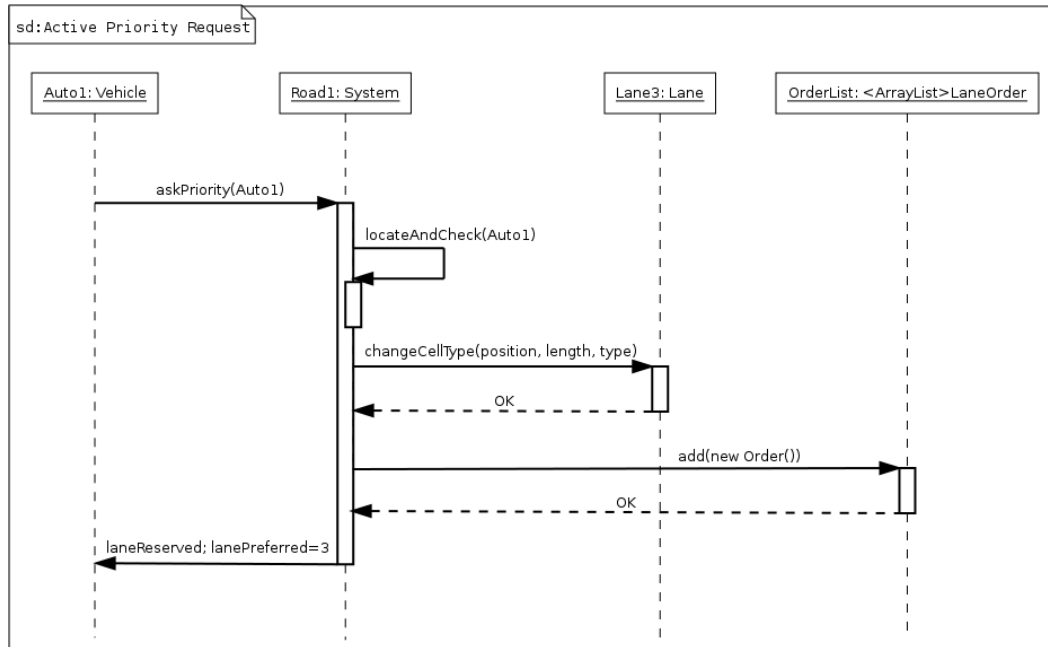 sd:Active Priority Request
Auto1: Vehicle
Road1: System
Lane3: Lane
OrderList: <ArrayList>LaneOrder
askPriority(Auto1)
locateAndCheck(Auto1)
changeCellType(position, length, type)
OK
add(new Order())
OK
laneReserved; lanePreferred=3